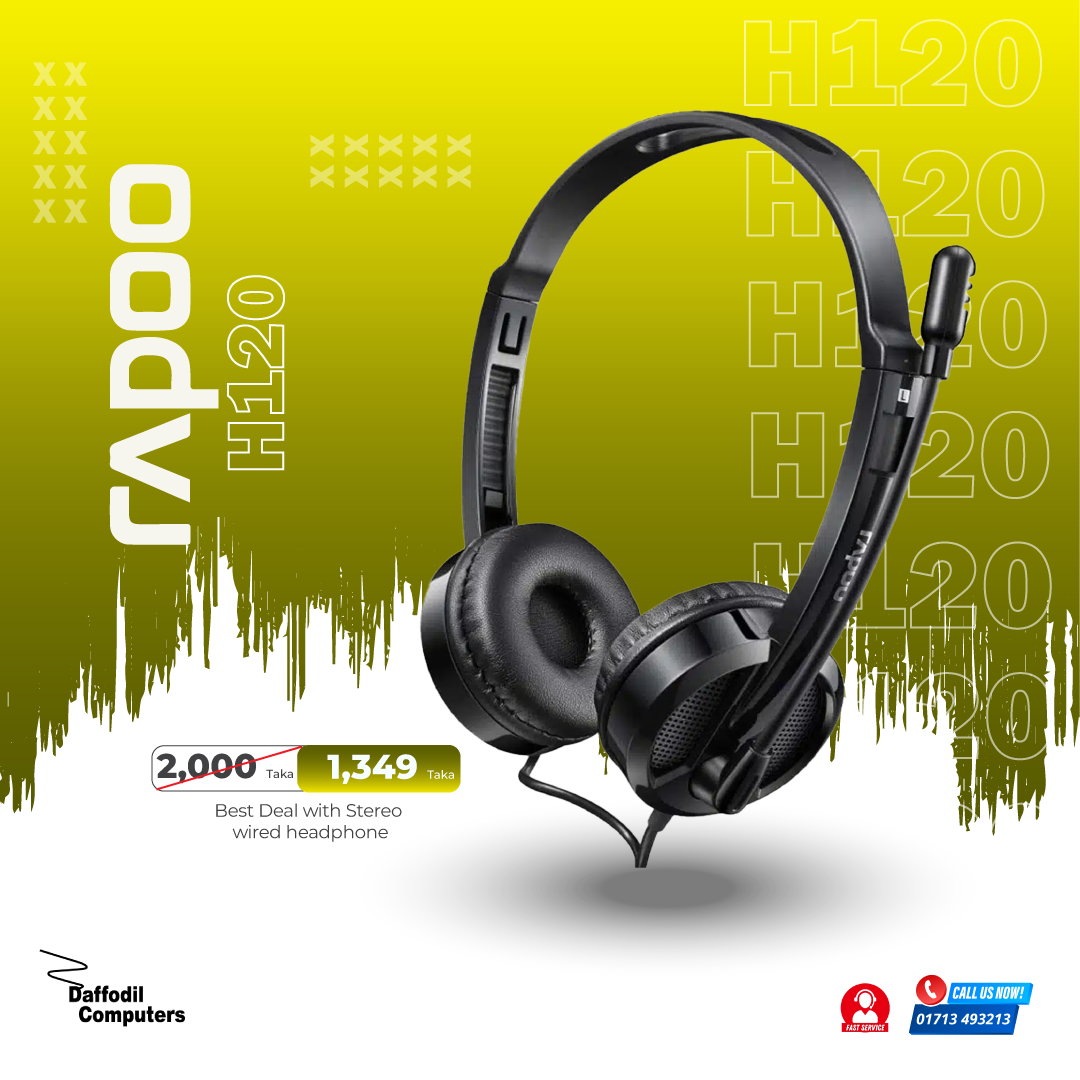 H120
H120
H120
H120
H120
120
rapoo
H120
rapoo
L
2,000 Taka
1,349 Taka
Best Deal with Stereo
wired headphone
Daffodil
Computers
FAST SERVICE
CALL US NOW!
01713 493213